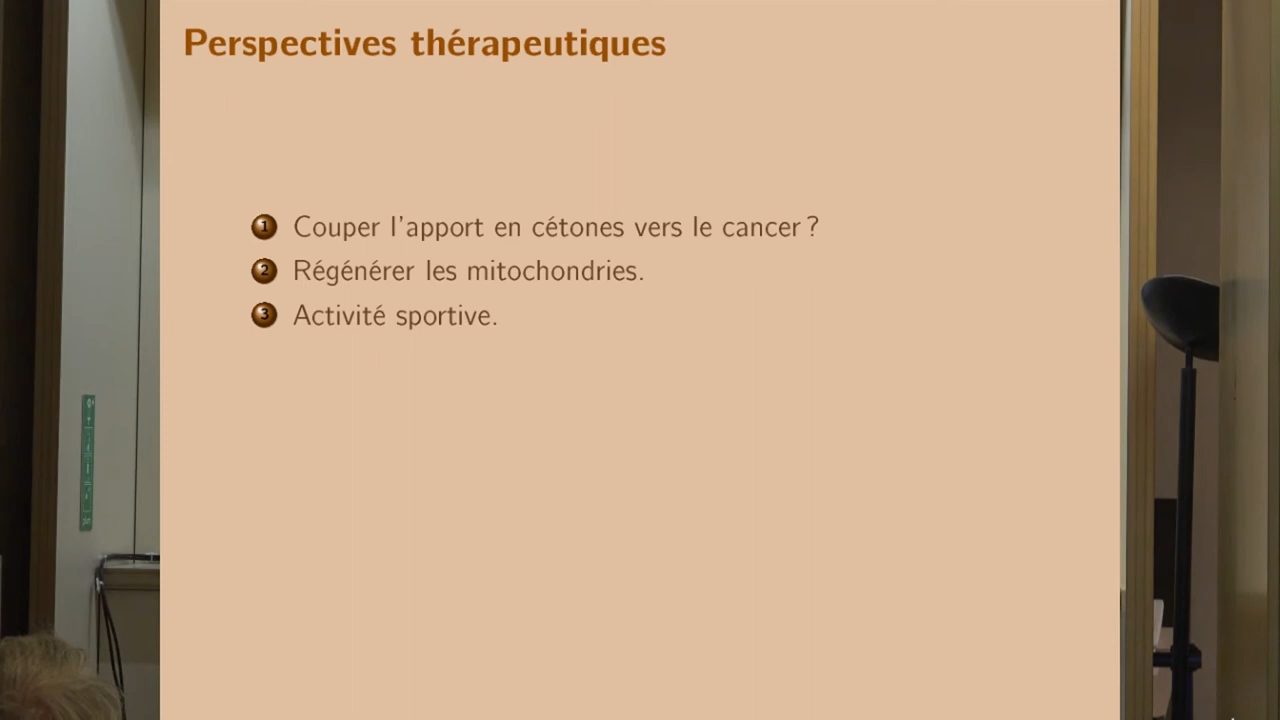 Perspectives thérapeutiques
1 Couper l'apport en cétones vers le cancer ?
2 Régénérer les mitochondries.
3 Activité sportive.